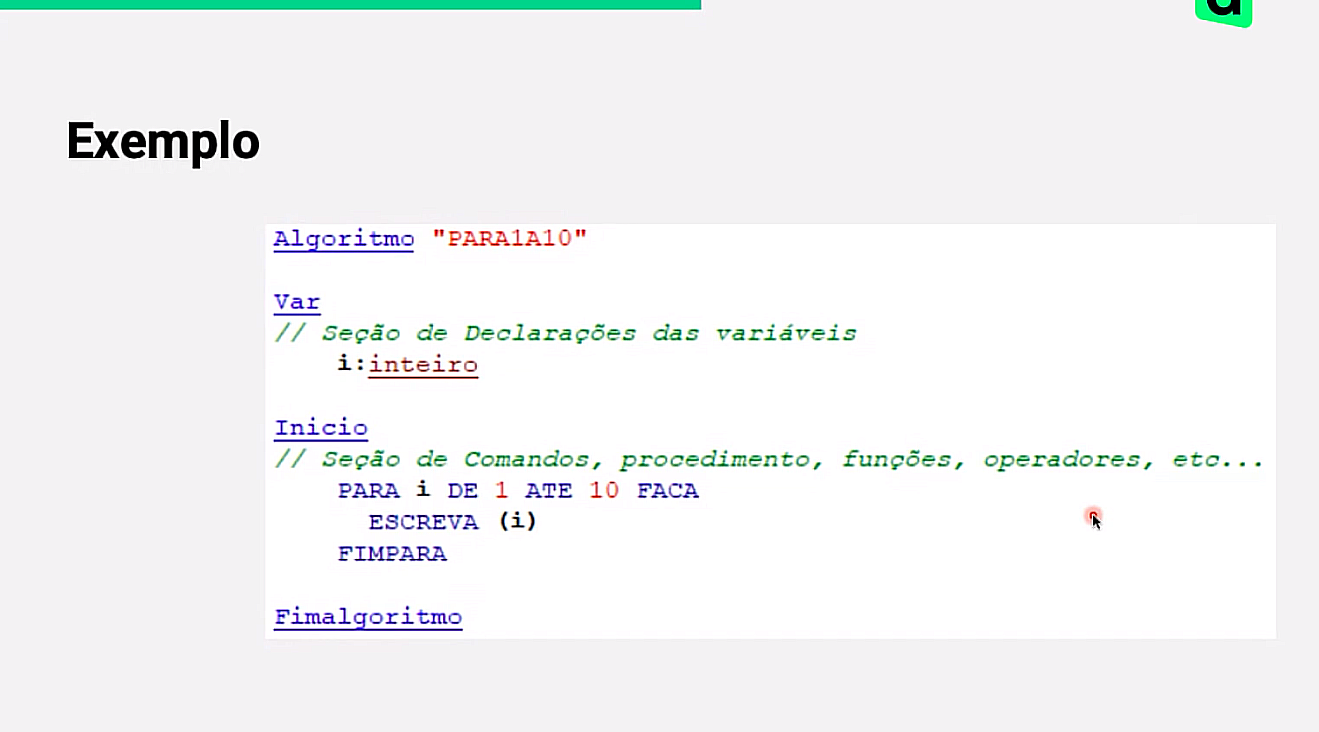 Exemplo
Algoritmo "PARA1A10"
Var
// Seção de Declarações das variáveis
i:inteiro
Inicio
// Seção de Comandos, procedimento, funções, operadores, etc...
PARA i DE 1 ATE 10 FACA
ESCREVA (i)
FIMPARA
Fimalgoritmo